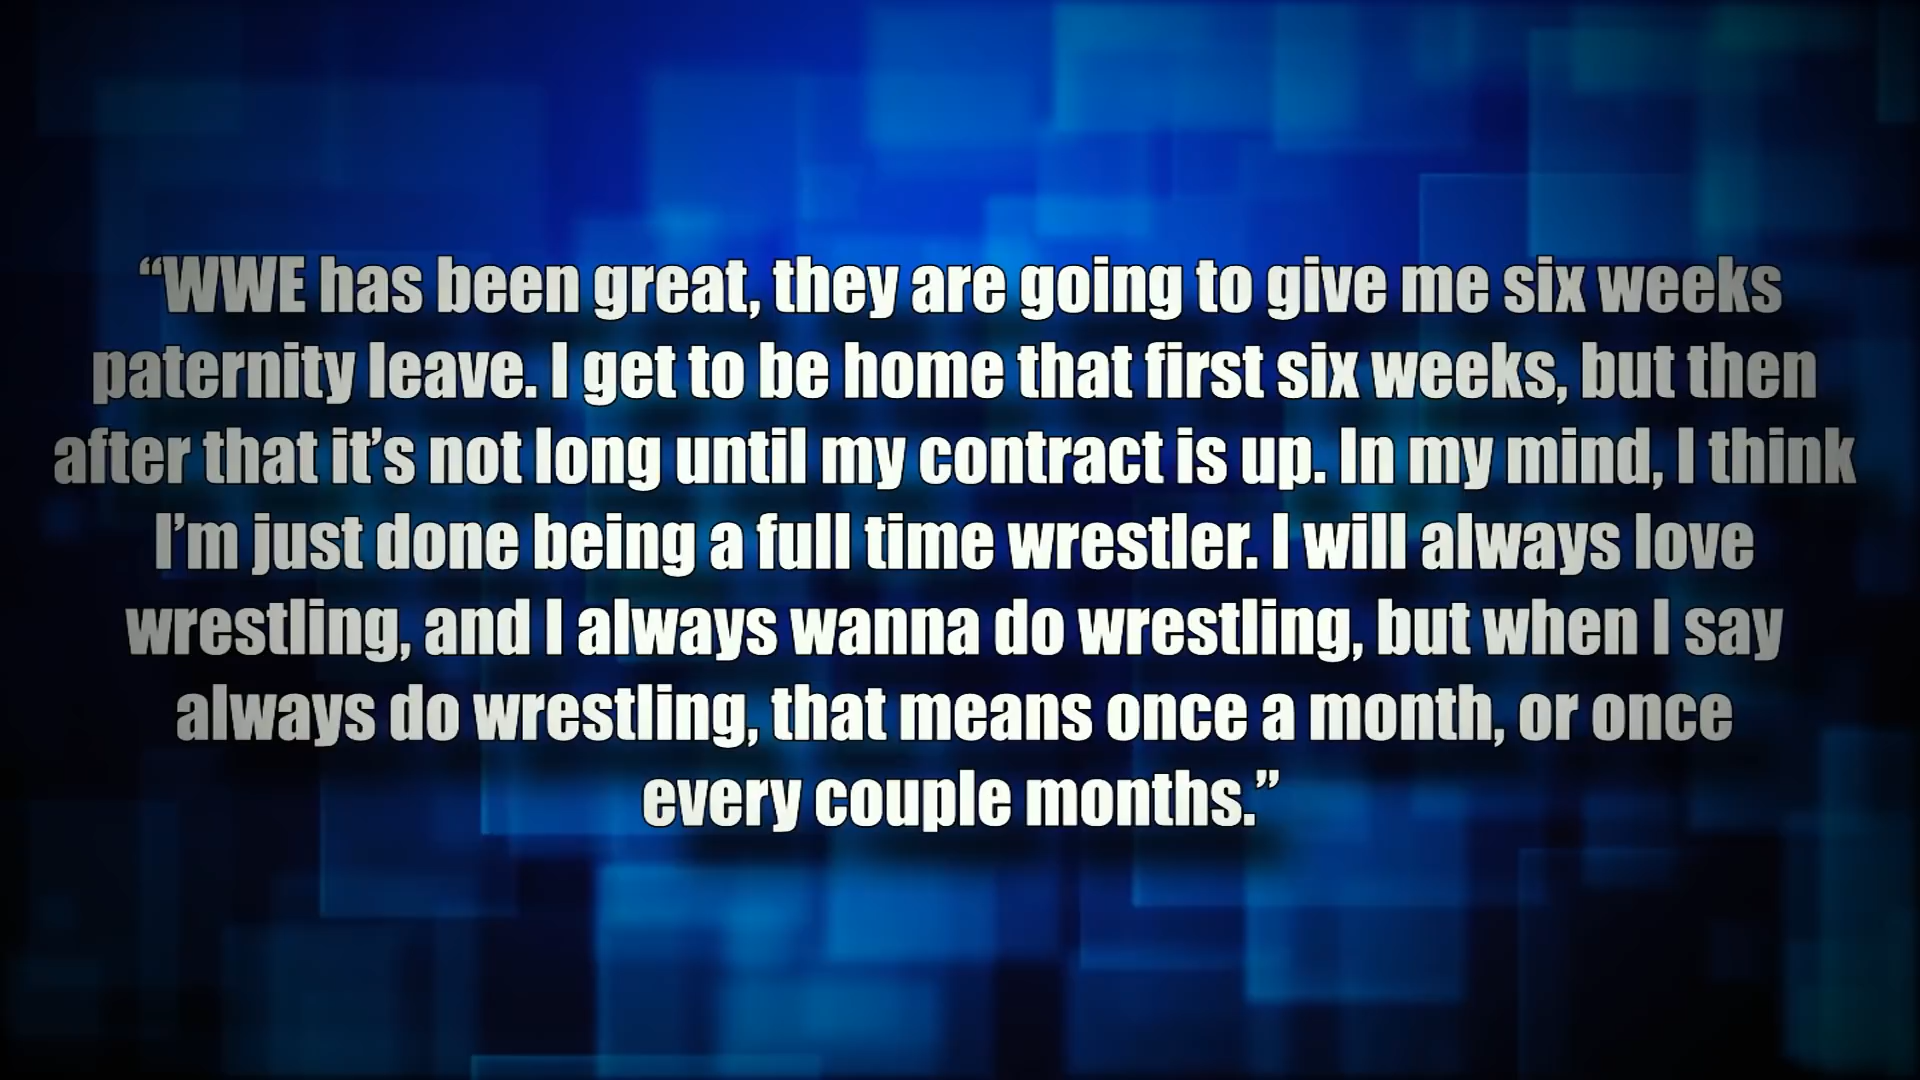 “WWE has been great, they are going to give me six weeks
paternity leave. I get to be home that first six weeks, but then
after that it’s not long until my contract is up. In my mind, I think
I’m just done being a full time wrestler. I will always love
wrestling, and I always wanna do wrestling, but when I say
always do wrestling, that means once a month, or once
every couple months.”